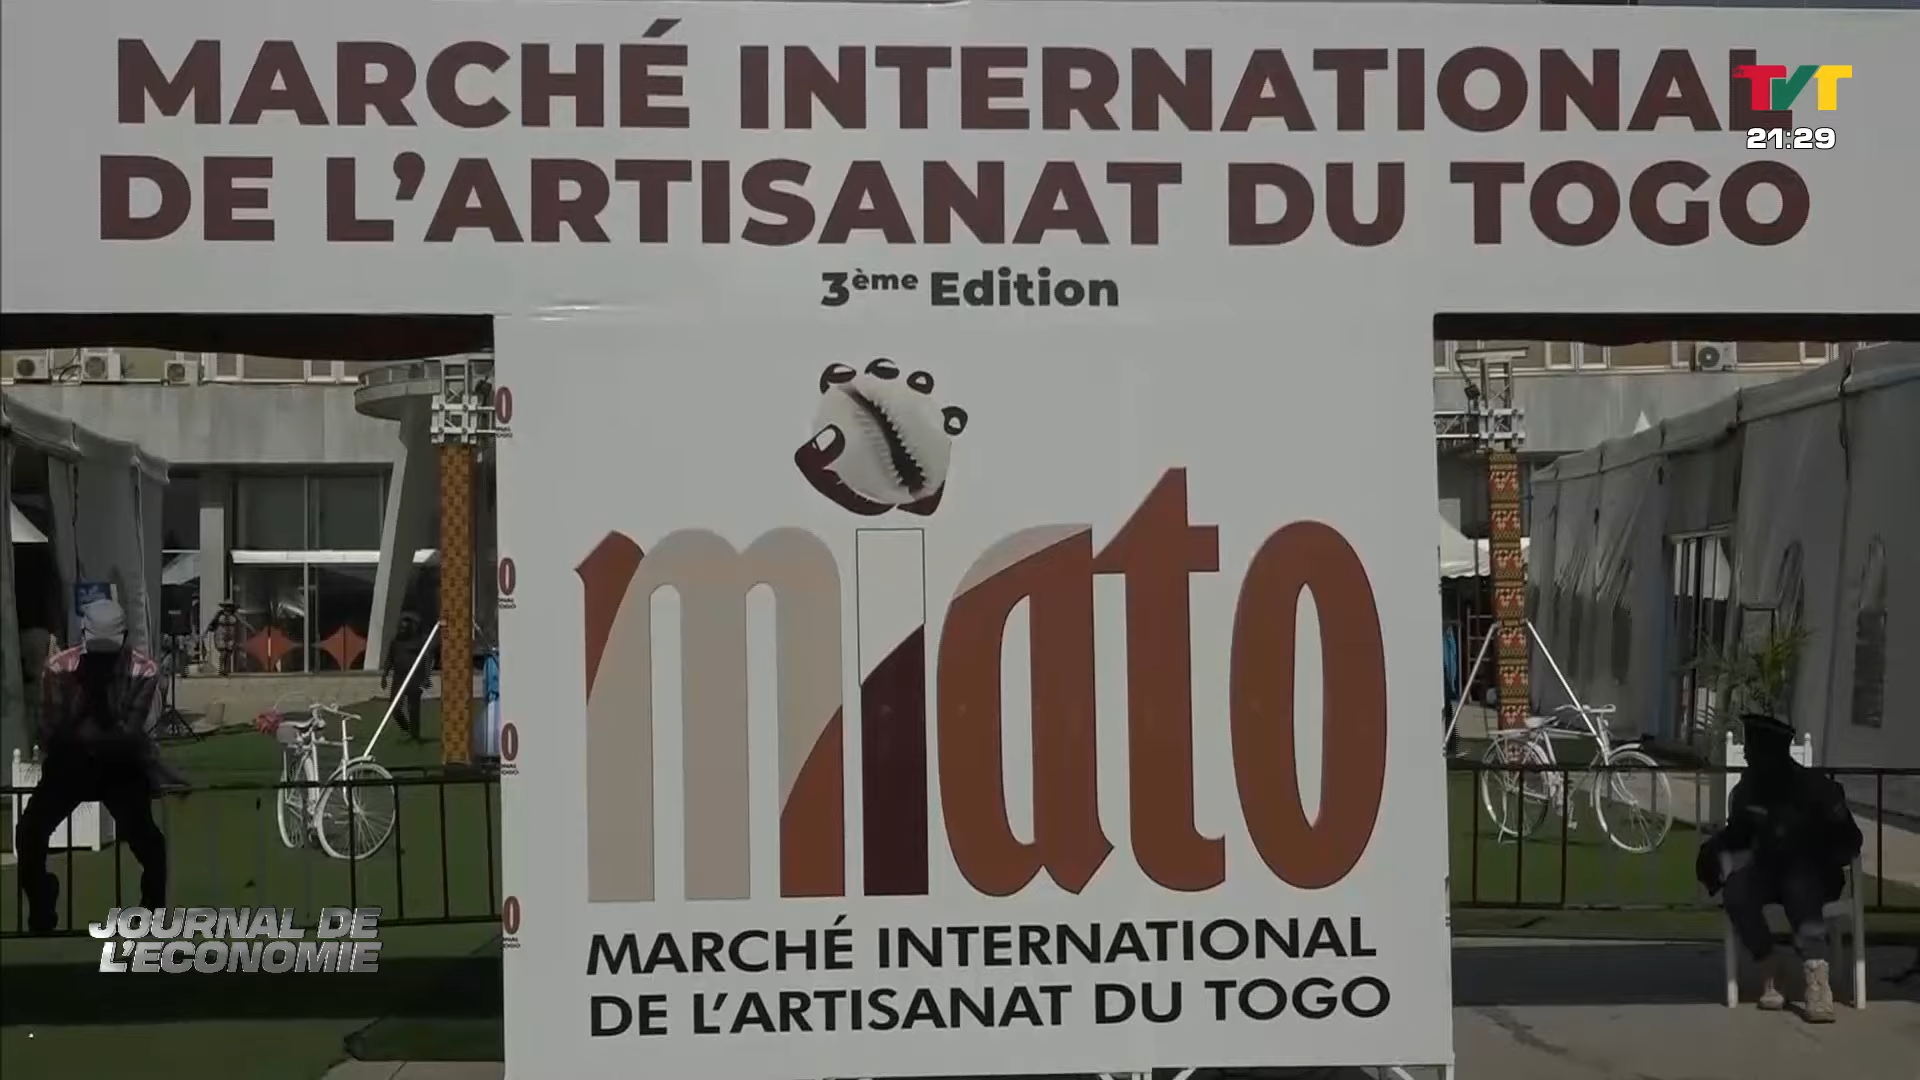 MARCHÉ INTERNATIONAL
DE L'ARTISANAT DU TOGO
3ème Edition
TVT
21:29
miato
MARCHÉ INTERNATIONAL
DE L'ARTISANAT DU TOGO
JOURNAL DE
L'ECONOMIE